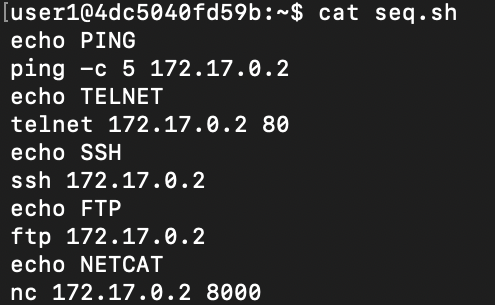 [user1@4dc5040fd59b:~$ cat seq.sh
echo PING
ping -c 5 172.17.0.2
echo TELNET
telnet 172.17.0.2 80
echo SSH
ssh 172.17.0.2
echo FTP
ftp 172.17.0.2
echo NETCAT
nc 172.17.0.2 8000